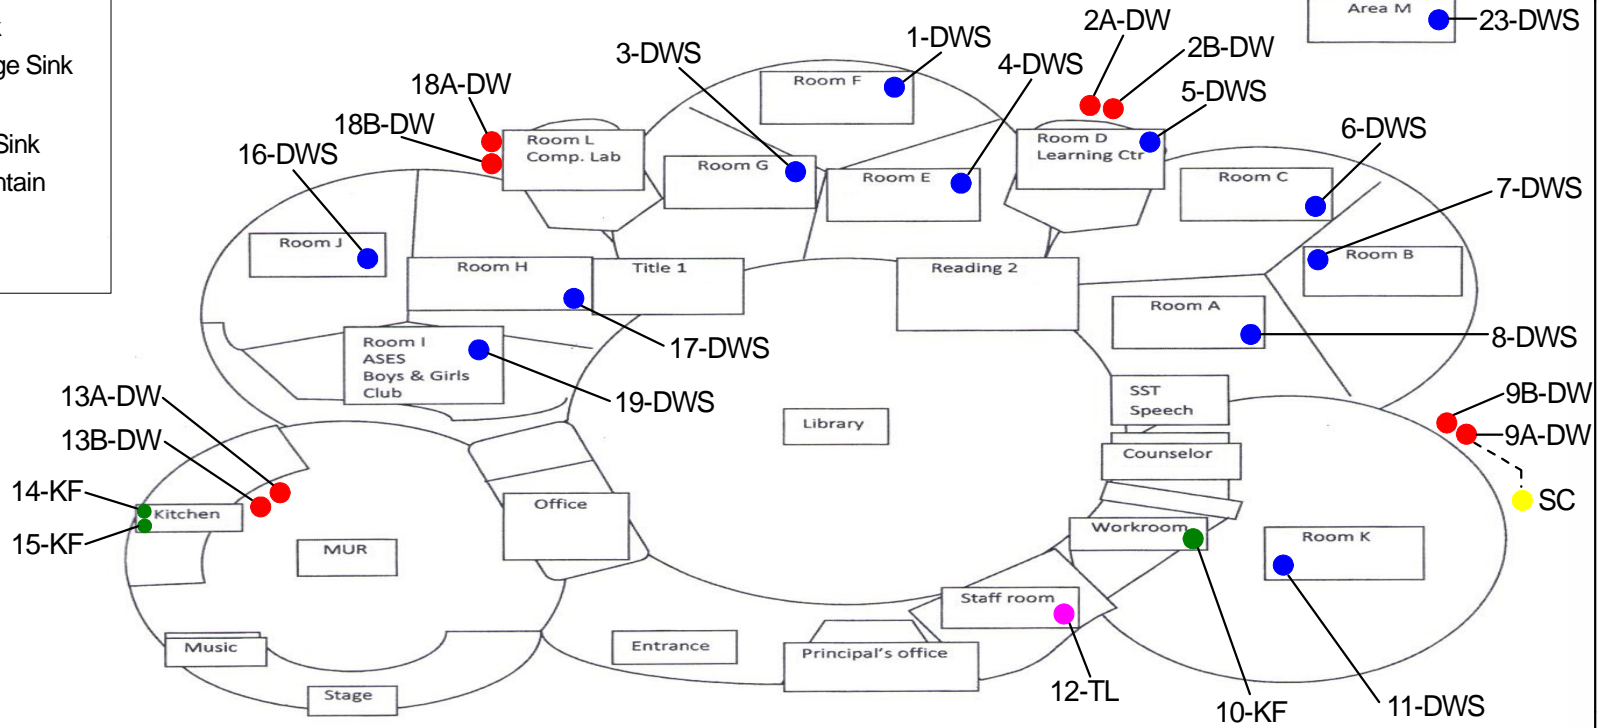 ge Sink
Sink
ntain
Area M
23-DWS
2A-DW
2B-DW
1-DWS
3-DWS
4-DWS
5-DWS
18A-DW
18B-DW
16-DWS
6-DWS
7-DWS
Room F
Room L
Comp. Lab
Room G
Room E
Room D
Learning Ctr
Room C
Room J
Room H
Title 1
Reading 2
Room B
Room A
8-DWS
17-DWS
Room I
ASES
Boys & Girls
Club
19-DWS
13A-DW
13B-DW
SST
Speech
9B-DW
9A-DW
Library
Counselor
14-KF
15-KF
Kitchen
Office
SC
Workroom
Room K
MUR
Staff room
Music
Entrance
Principal's office
Stage
12-TL
10-KF
11-DWS